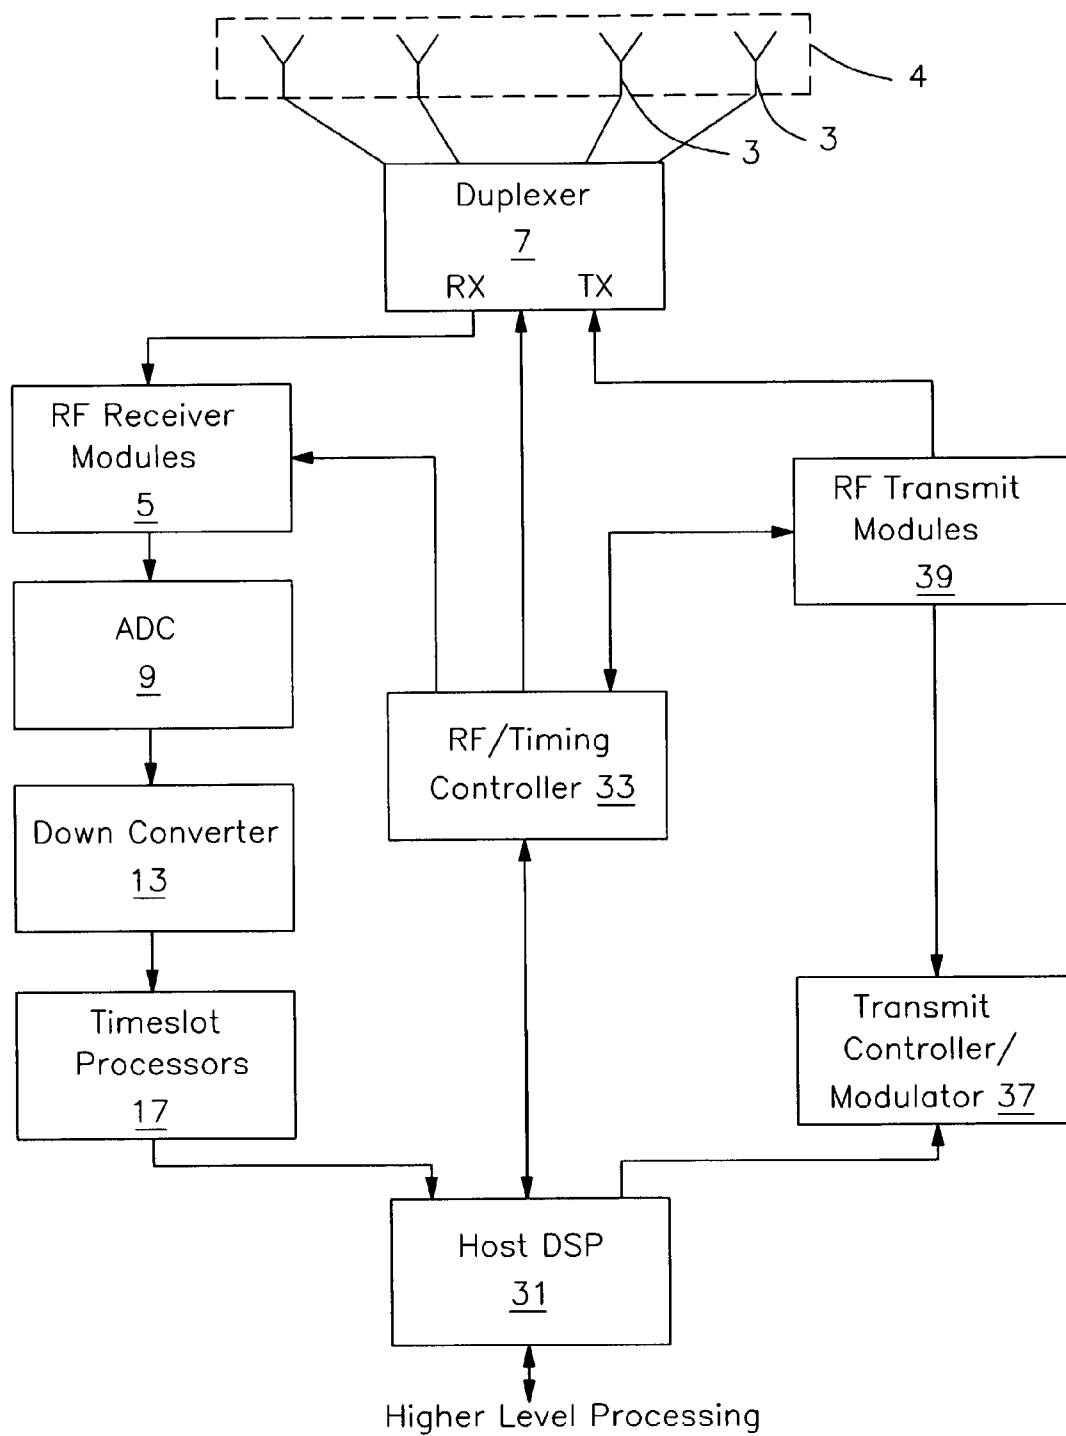 4
3
3
Duplexer
7
RX TX
RF Receiver
Modules
5
RF Transmit
Modules
39
ADC
9
RF/Timing
Controller 33
Down Converter
13
Timeslot
Processors
17
Transmit
Controller/
Modulator 37
Host DSP
31
Higher Level Processing